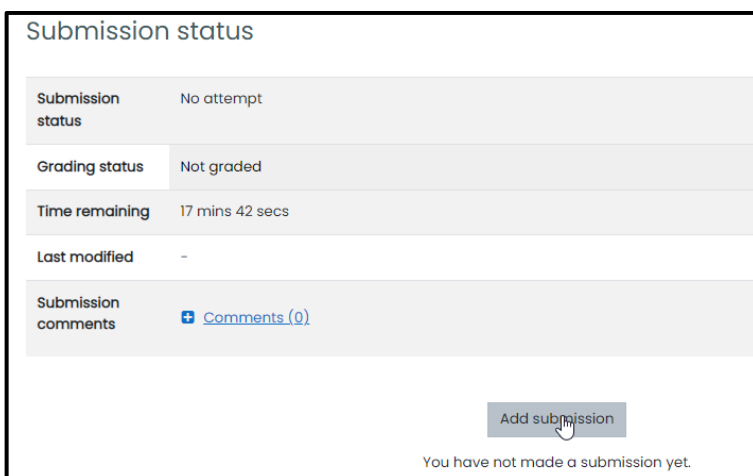 Submission status
Submission status No attempt
Grading status Not graded
Time remaining 17 mins 42 secs
Last modified -
Submission comments Comments (0)
Add submission
You have not made a submission yet.